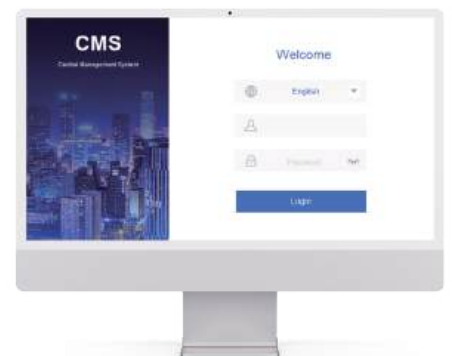 CMS
Central Management System
Welcome
English
Password
Login